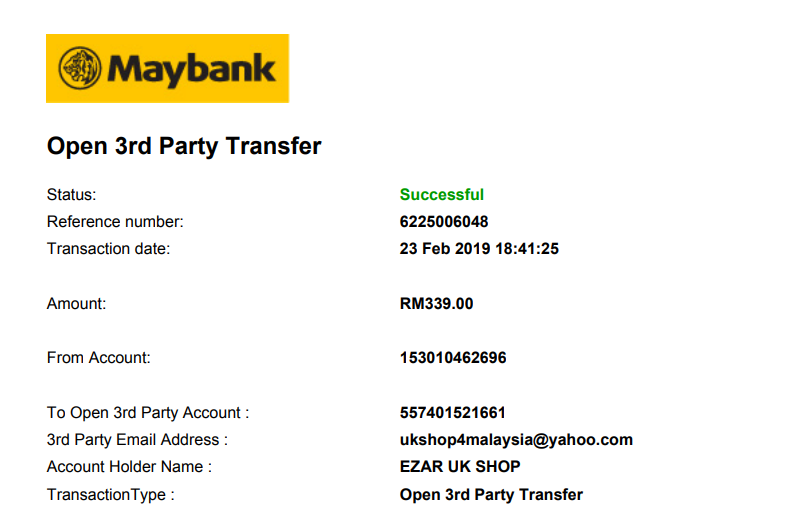 Maybank
Open 3rd Party Transfer
Status: Successful
Reference number: 6225006048
Transaction date: 23 Feb 2019 18:41:25
Amount: RM339.00
From Account: 153010462696
To Open 3rd Party Account : 557401521661
3rd Party Email Address : ukshop4malaysia@yahoo.com
Account Holder Name : EZAR UK SHOP
TransactionType : Open 3rd Party Transfer